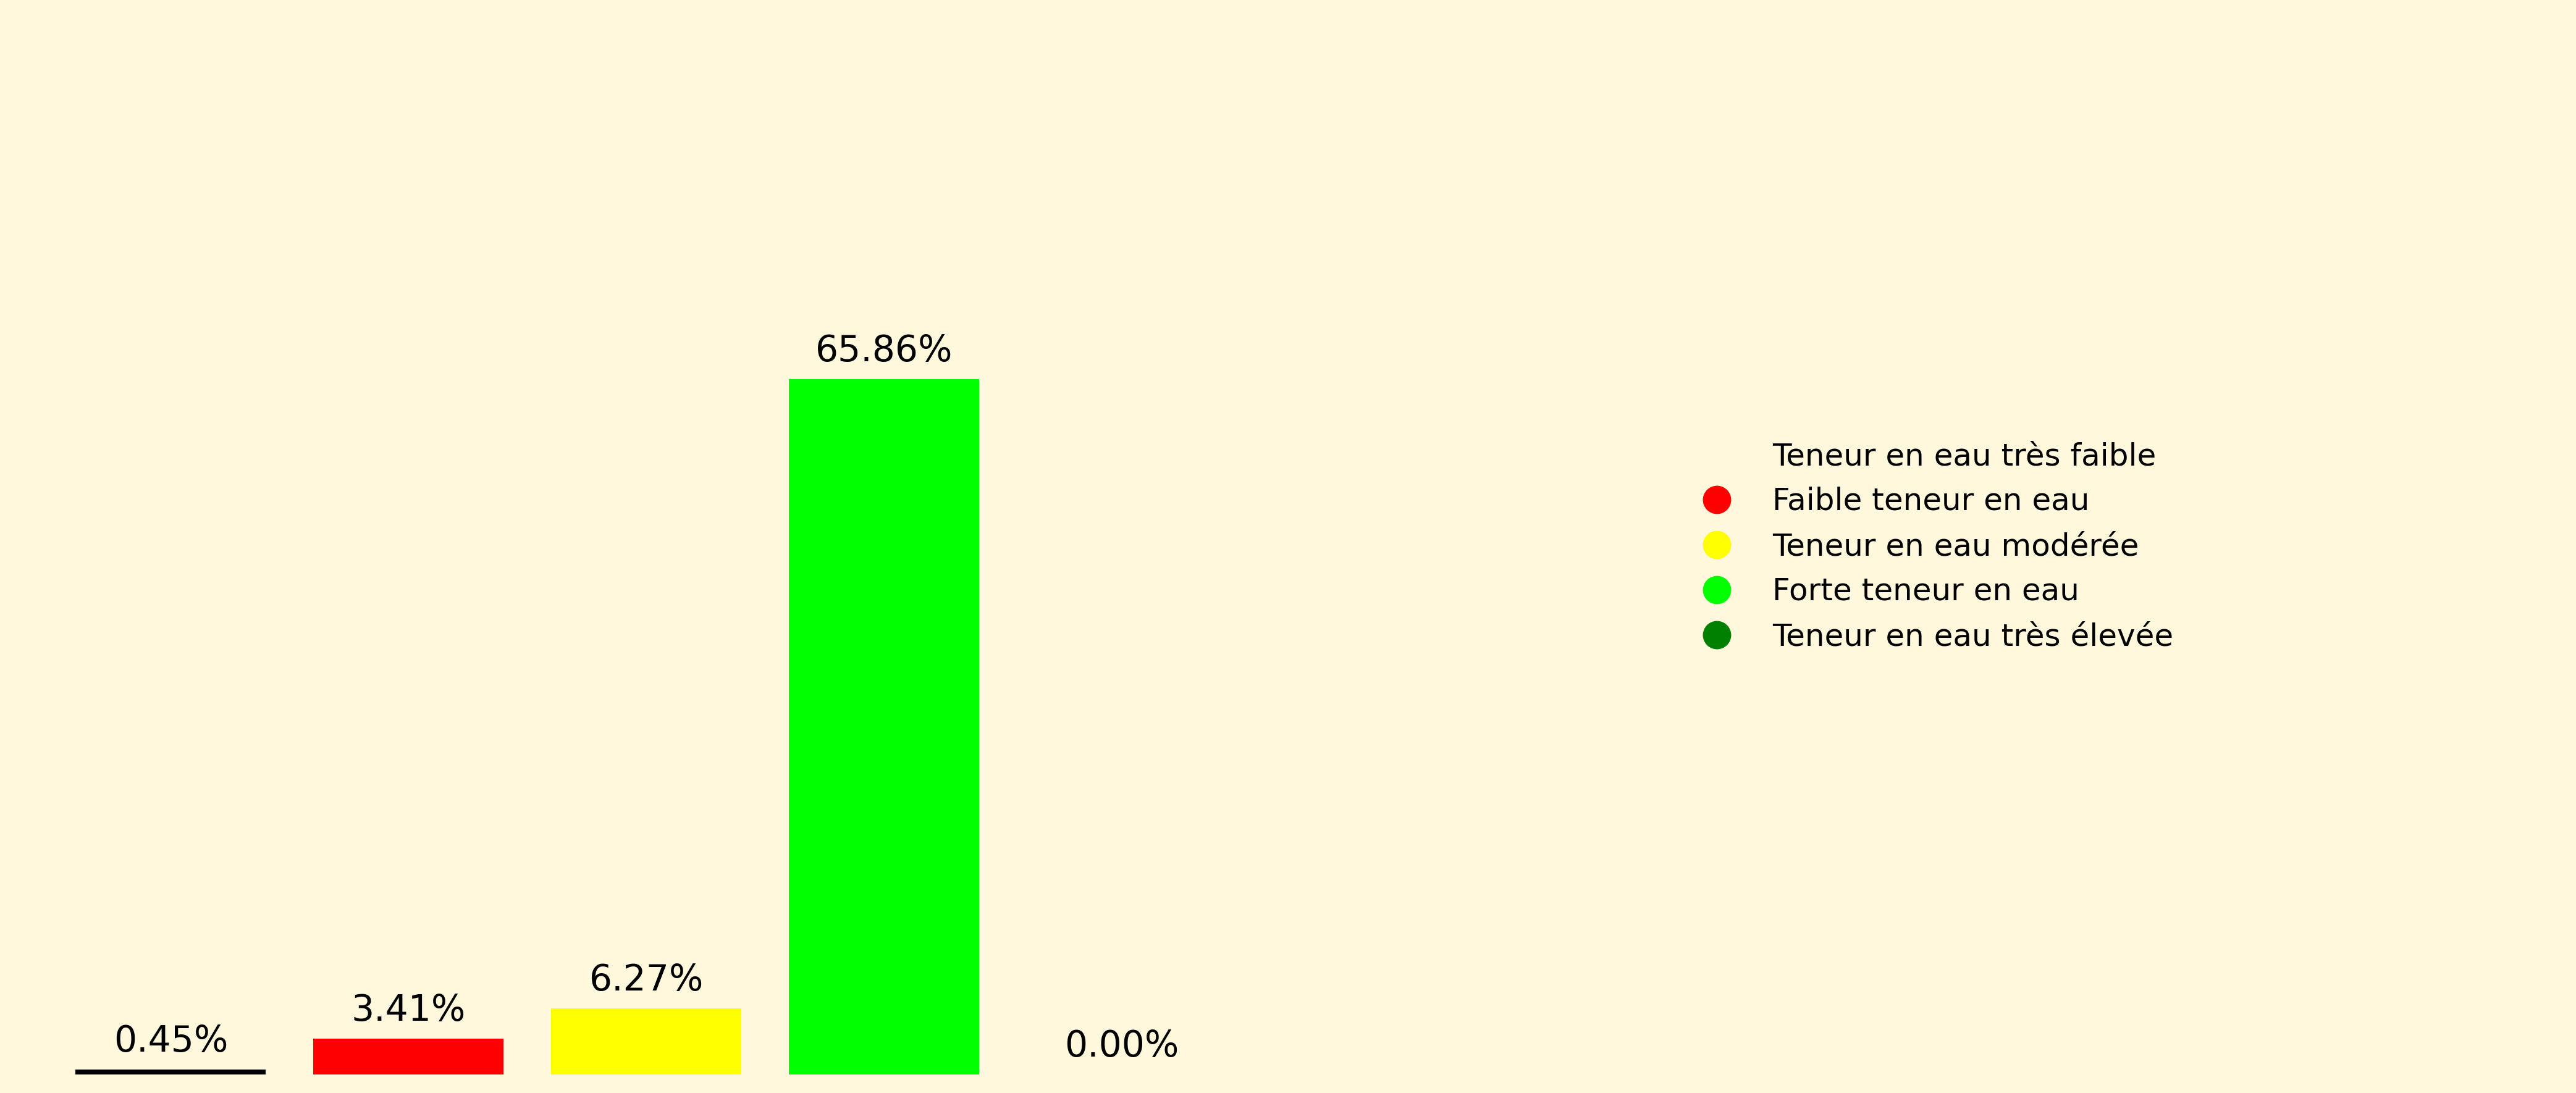 65.86%
6.27%
3.41%
0.45%
0.00%
Teneur en eau très faible
Faible teneur en eau
Teneur en eau modérée
Forte teneur en eau
Teneur en eau très élevée